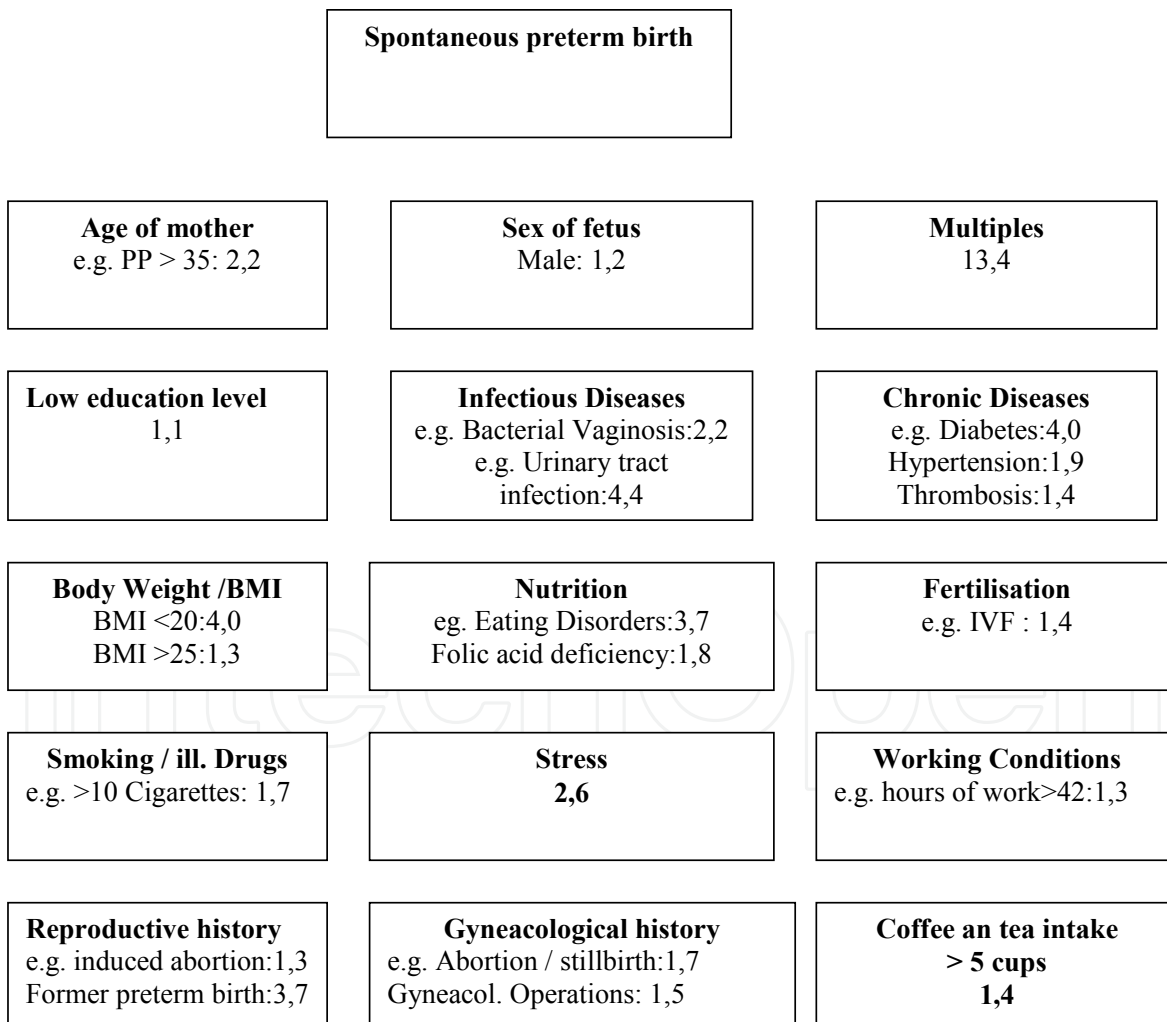 Spontaneous preterm birth
Age of mother
e.g. PP > 35: 2,2
Sex of fetus
Male: 1,2
Multiples
13,4
Low education level
1,1
Infectious Diseases
e.g. Bacterial Vaginosis:2,2
e.g. Urinary tract
infection:4,4
Chronic Diseases
e.g. Diabetes:4,0
Hypertension:1,9
Thrombosis:1,4
Body Weight /BMI
BMI <20:4,0
BMI >25:1,3
Nutrition
eg. Eating Disorders:3,7
Folic acid deficiency:1,8
Fertilisation
e.g. IVF : 1,4
intechOpen
Smoking / ill. Drugs
e.g. >10 Cigarettes: 1,7
Stress
2,6
Working Conditions
e.g. hours of work>42:1,3
Reproductive history
e.g. induced abortion:1,3
Former preterm birth:3,7
Gyneacological history
e.g. Abortion / stillbirth:1,7
Gyneacol. Operations: 1,5
Coffee an tea intake
> 5 cups
1,4